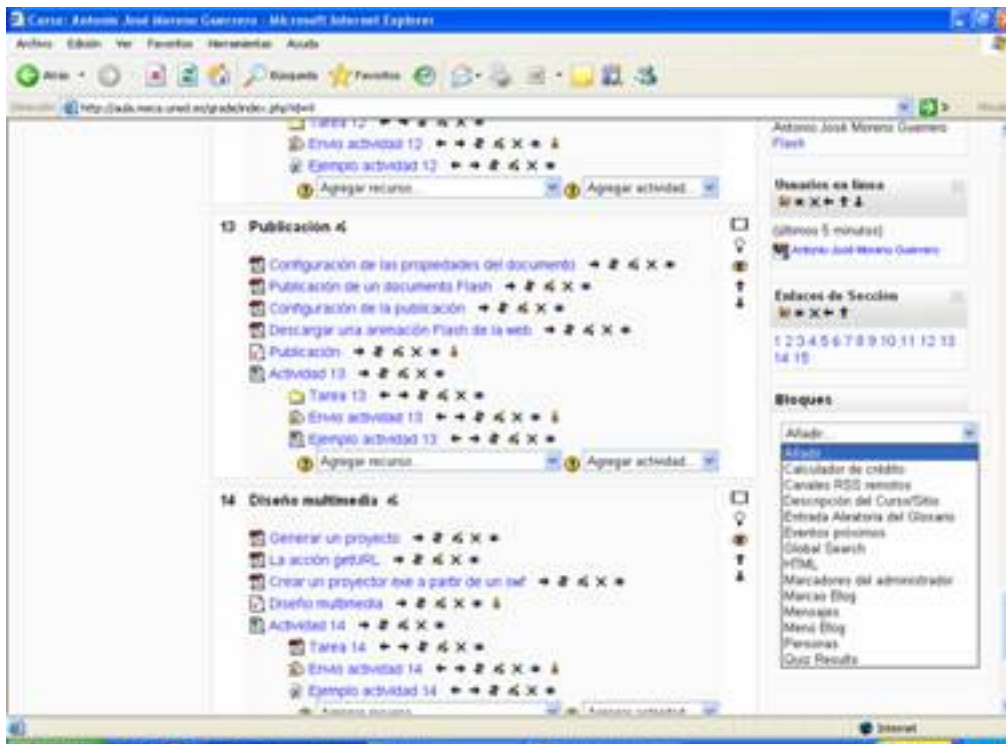 Curso: Antonio José Moreno Guerrero - Microsoft Internet Explorer
Archivo Edición Ver Favoritos Herramientas Ayuda
Atrás Búsqueda Favoritos
Tarea 12
Envio actividad 12
Ejemplo actividad 12
Agregar recurso... Agregar actividad...
13 Publicación
Configuración de las propiedades del documento
Publicación de un documento Flash
Configuración de la publicación
Descargar una animación Flash de la web
Publicación
Actividad 13
Tarea 13
Envio actividad 13
Ejemplo actividad 13
Agregar recurso... Agregar actividad...
14 Diseño multimedia
Generar un proyecto
La acción getURL
Crear un proyector exe a partir de un swf
Diseño multimedia
Actividad 14
Tarea 14
Envio actividad 14
Ejemplo actividad 14
Agregar recurso... Agregar actividad...
Antonio José Moreno Guerrero
Flash
Usuarios en línea
(últimos 5 minutos)
Antonio José Moreno Guerrero
Enlaces de Sección
1 2 3 4 5 6 7 8 9 10 11 12 13
14 15
Bloques
Añadir...
Añadir...
Calculador de crédito
Canales RSS remotos
Descripción del Curso/Sitio
Entrada Aleatoria del Glosario
Eventos próximos
Global Search
HTML
Marcadores del administrador
Marcas Blog
Mensajes
Menú Blog
Personas
Quiz Results
Internet